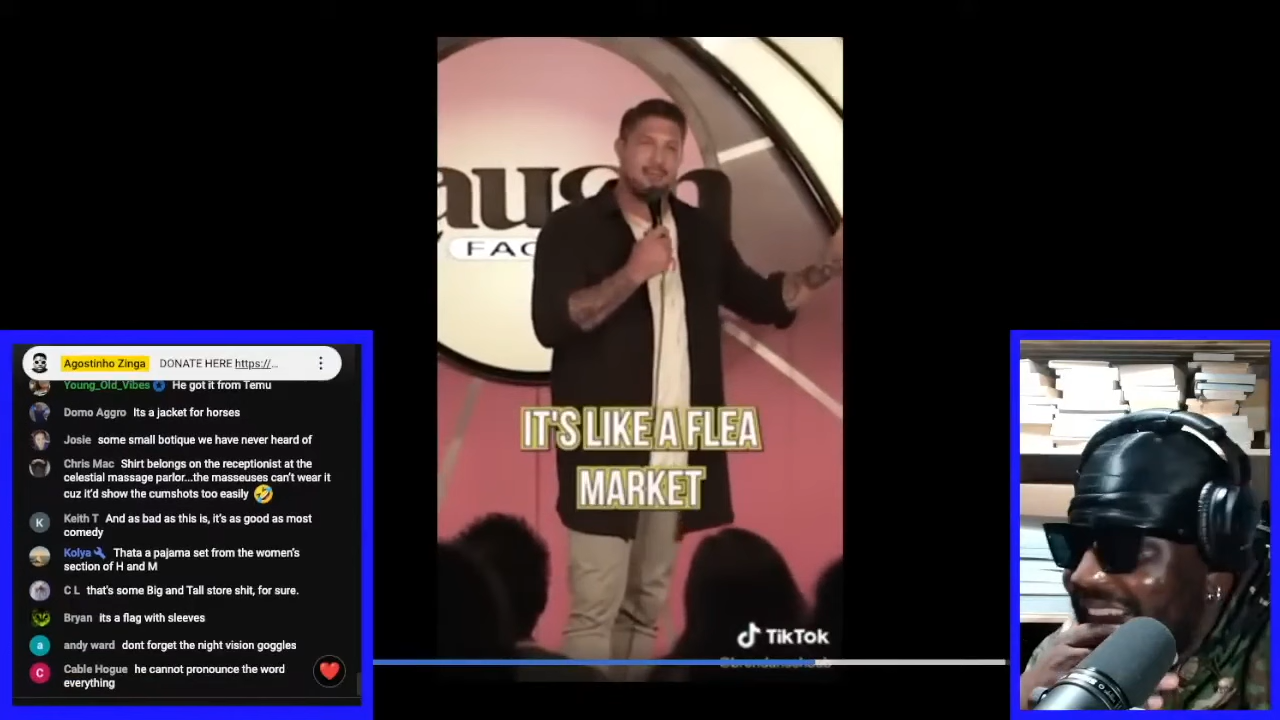 augh
FAC
IT'S LIKE A FLEA
MARKET
TikTok
Agostinho Zinga DONATE HERE https://...
Young_Old_Vibes He got it from Temu
Domo Aggro Its a jacket for horses
Josie some small botique we have never heard of
Chris Mac Shirt belongs on the receptionist at the
celestial massage parlor...the masseuses can't wear it
cuz it'd show the cumshots too easily 🤣
K Keith T And as bad as this is, it's as good as most
comedy
Kolya Thata a pajama set from the women's
section of H and M
C L that's some Big and Tall store shit, for sure.
Bryan its a flag with sleeves
a andy ward dont forget the night vision goggles
C Cable Hogue he cannot pronounce the word
everything